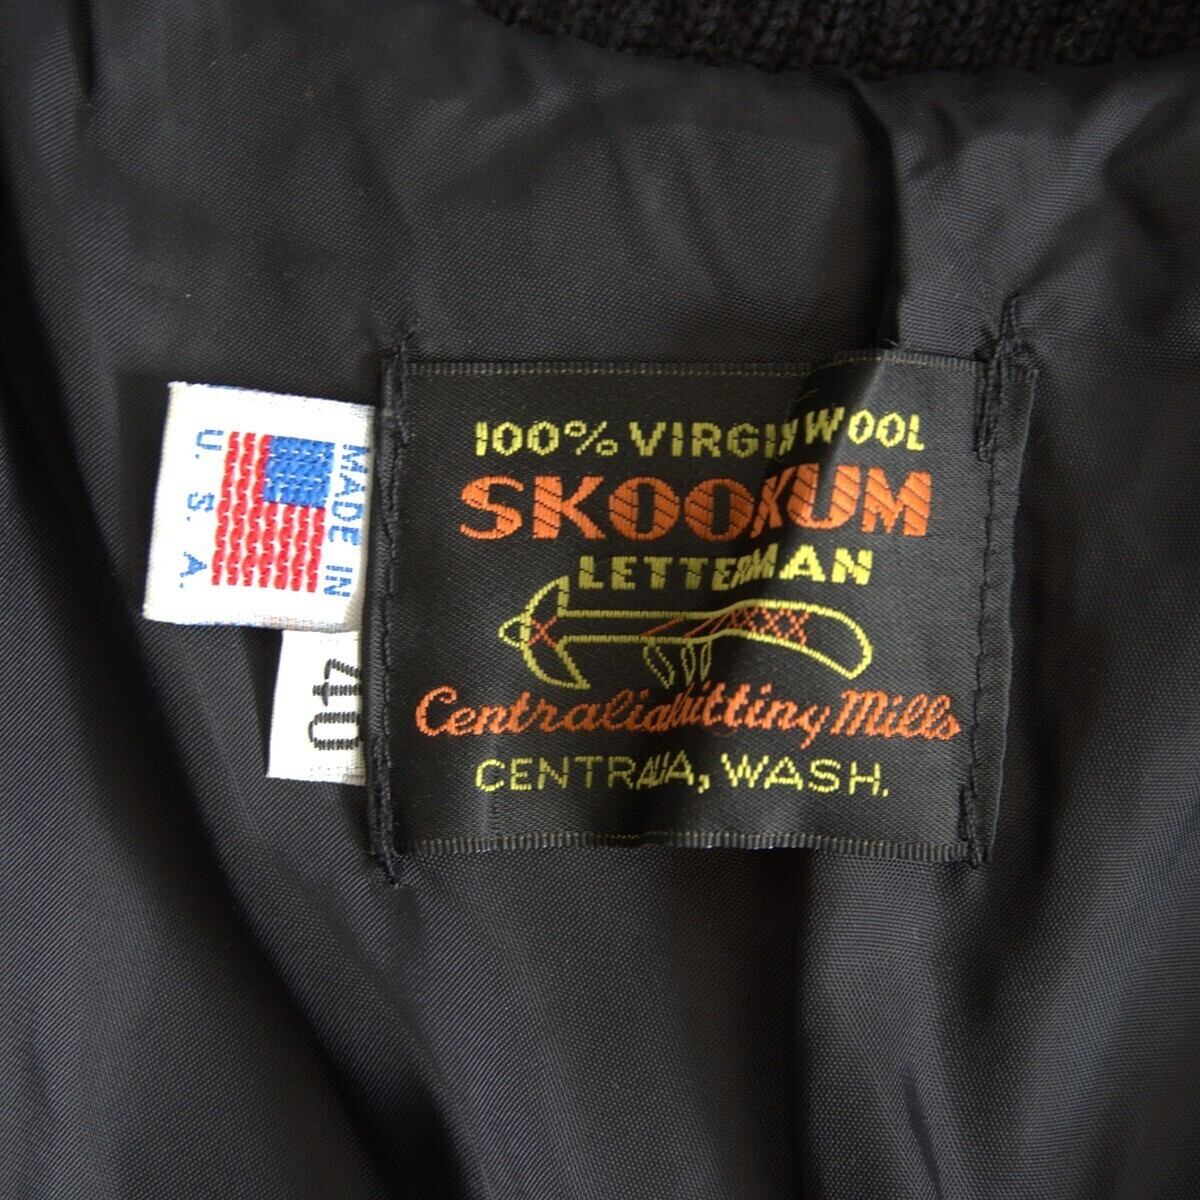 100% VIRGIN WOOL
SKOOKUM
LETTERMAN
Centralia Knitting Mills
CENTRALIA, WASH.
MADE IN
U. S. A.
40